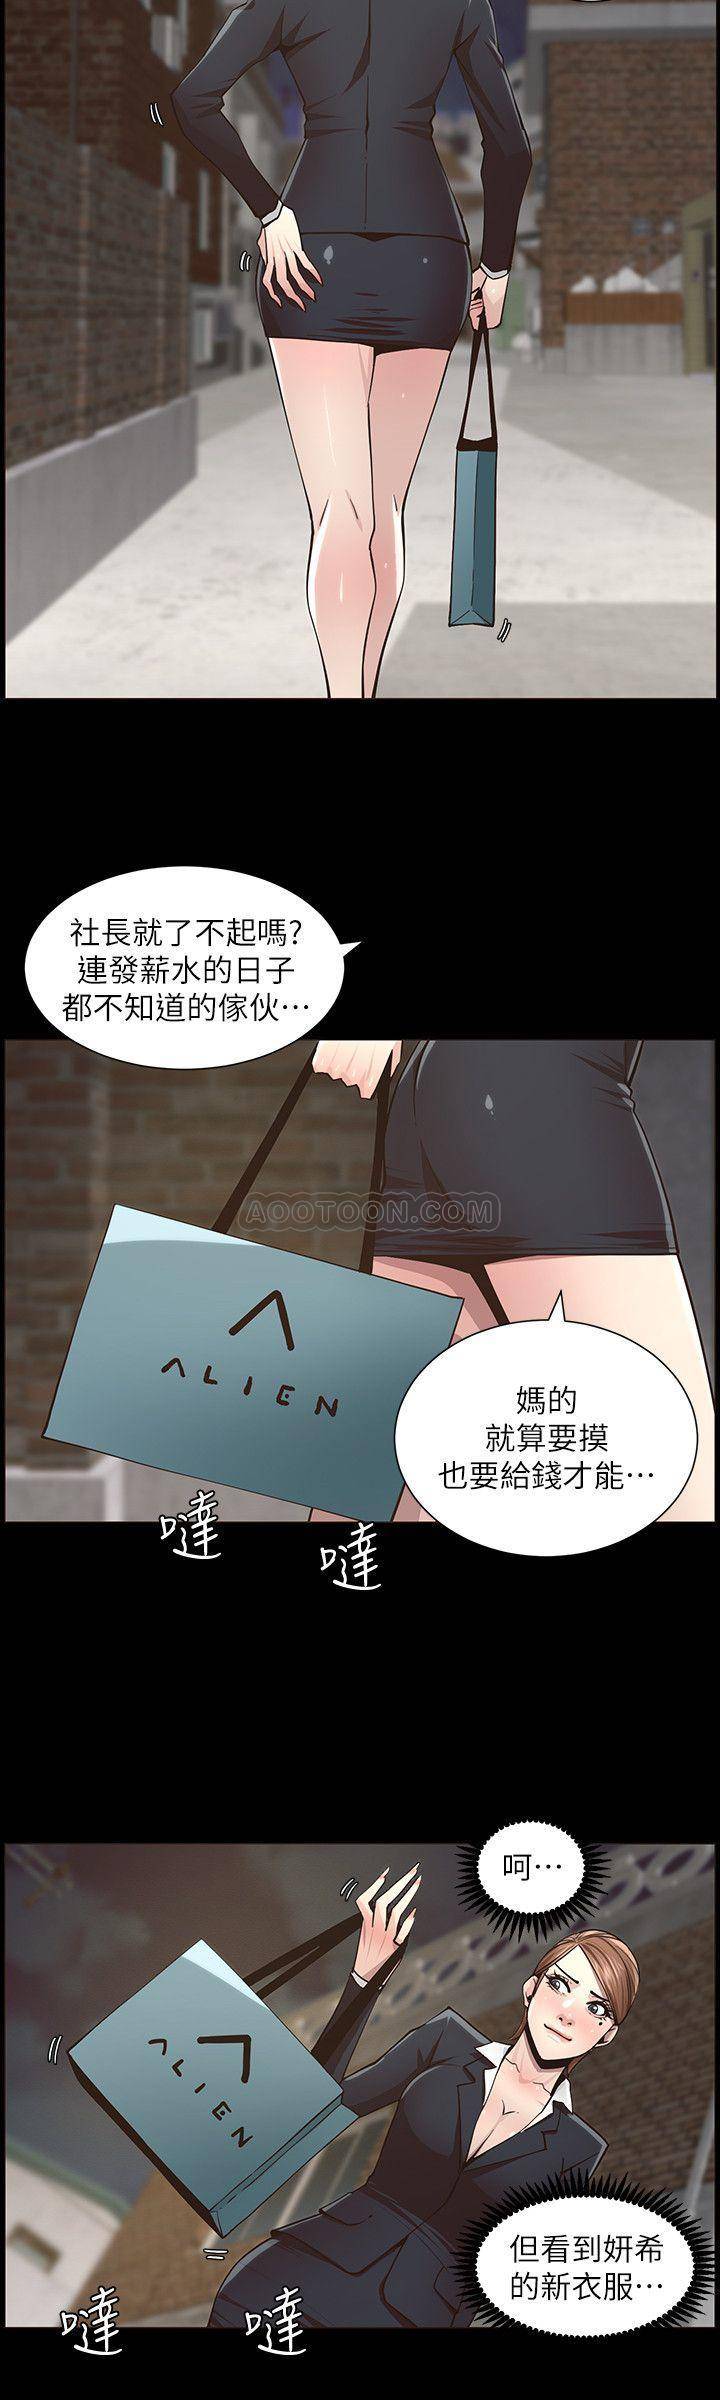 社長就了不起嗎?
連發薪水的日子
都不知道的傢伙…
AOOTOON.COM
ALIEN
媽的
就算要摸
也要給錢才能…
噠
噠
呵…
ALIEN
但看到妍希
的新衣服…
噠
噠